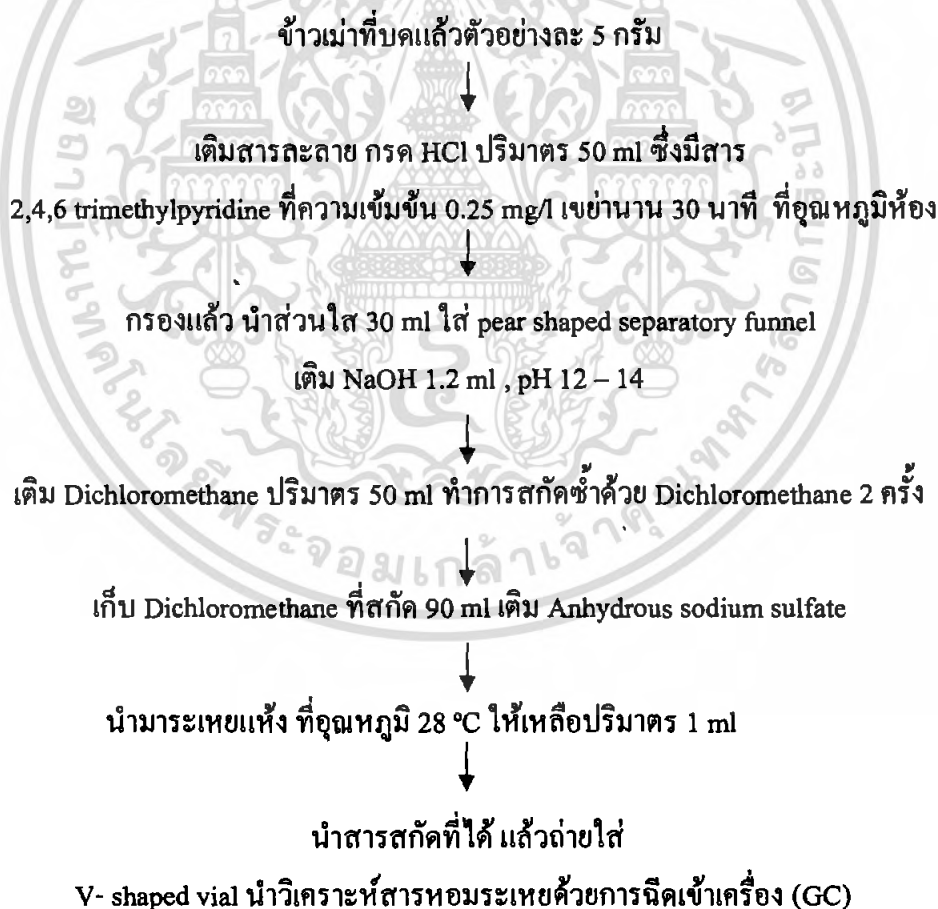 ข้าวเม่าที่บดแล้วตัวอย่างละ 5 กรัม
เติมสารละลาย กรด HCl ปริมาตร 50 ml ซึ่งมีสาร
2,4,6 trimethylpyridine ที่ความเข้มข้น 0.25 mg/l เขย่านาน 30 นาที ที่อุณหภูมิห้อง
กรองแล้ว นำส่วนใส 30 ml ใส่ pear shaped separatory funnel
เติม NaOH 1.2 ml , pH 12 – 14
เติม Dichloromethane ปริมาตร 50 ml ทำการสกัดซ้ำด้วย Dichloromethane 2 ครั้ง
เก็บ Dichloromethane ที่สกัด 90 ml เติม Anhydrous sodium sulfate
นำมาระเหยแห้ง ที่อุณหภูมิ 28 °C ให้เหลือปริมาตร 1 ml
นำสารสกัดที่ได้ แล้วถ่ายใส่
V- shaped vial นำวิเคราะห์สารหอมระเหยด้วยการฉีดเข้าเครื่อง (GC)